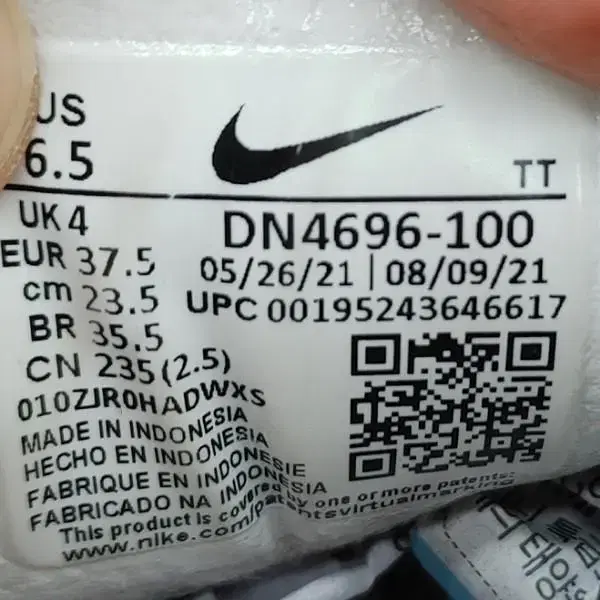 US
6.5
TT
UK 4
EUR 37.5
cm 23.5
BR 35.5
CN 235 (2.5)
DN4696-100
05/26/21 | 08/09/21
UPC 00195243646617
010ZJR0HADWXS
MADE IN INDONESIA
HECHO EN INDONESIA
FABRIQUE EN INDONESIE
FABRICADO NA INDONESIA
This product is covered by one or more patents:
www.nike.com/patentsvirtualmarking